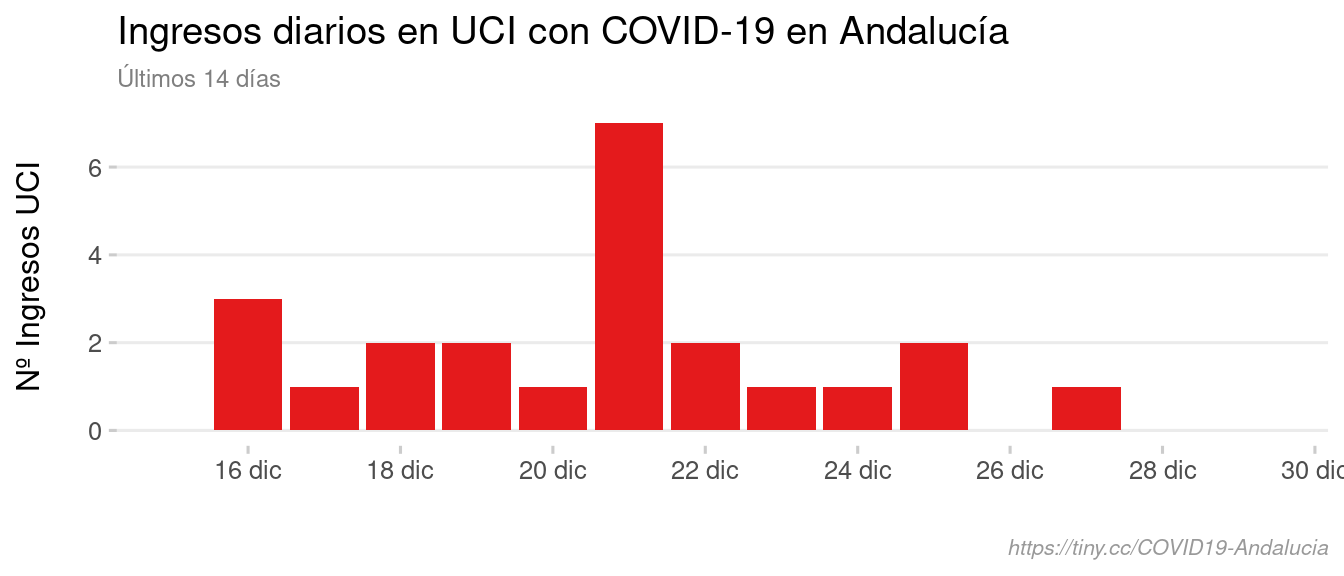 Ingresos diarios en UCI con COVID-19 en Andalucía
Últimos 14 días
Nº Ingresos UCI
6
4
2
0
16 dic 18 dic 20 dic 22 dic 24 dic 26 dic 28 dic 30 dic
https://tiny.cc/COVID19-Andalucia